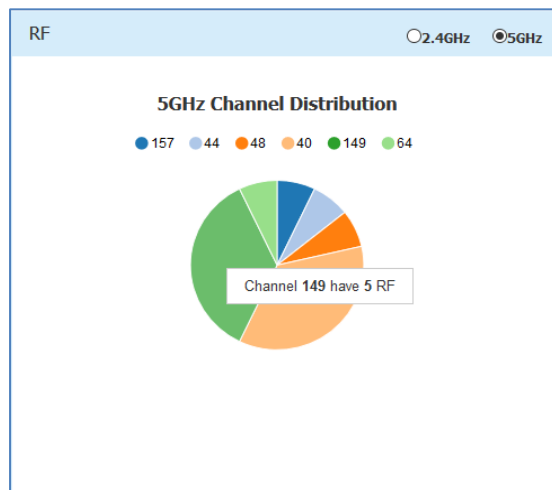 RF
2.4GHz 5GHz
5GHz Channel Distribution
157 44 48 40 149 64
Channel 149 have 5 RF